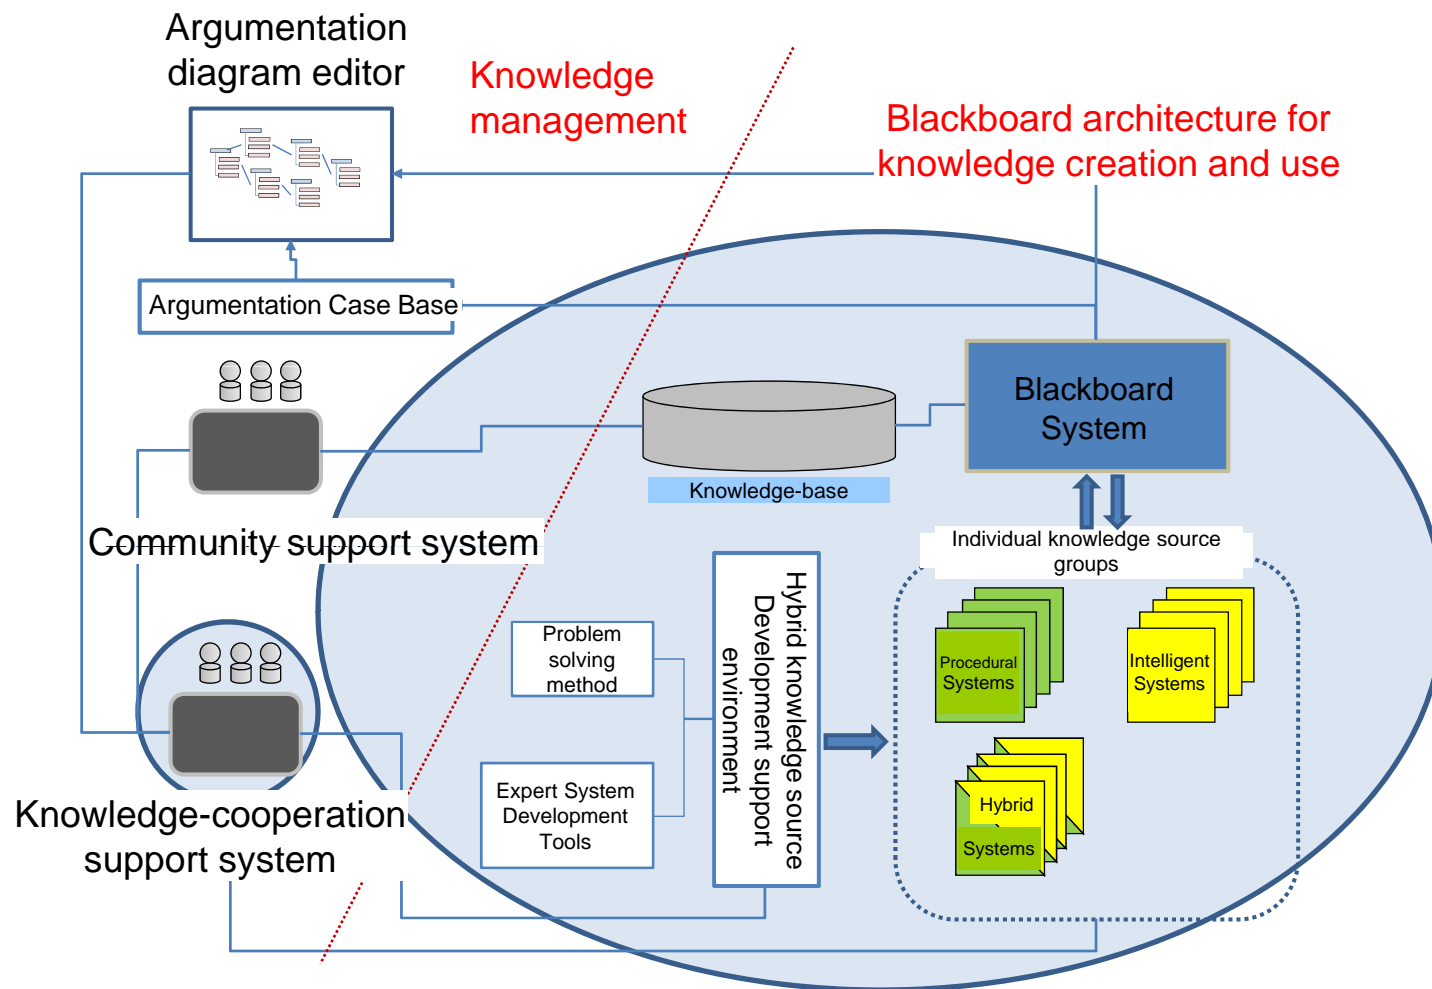 Argumentation
diagram editor
Knowledge
management
Blackboard architecture for
knowledge creation and use
Argumentation Case Base
Blackboard
System
Knowledge-base
Community support system
Individual knowledge source
groups
Hybrid knowledge source
Development support
environment
Problem
solving
method
Procedural
Systems
Intelligent
Systems
Expert System
Development
Tools
Hybrid
Systems
Knowledge-cooperation
support system